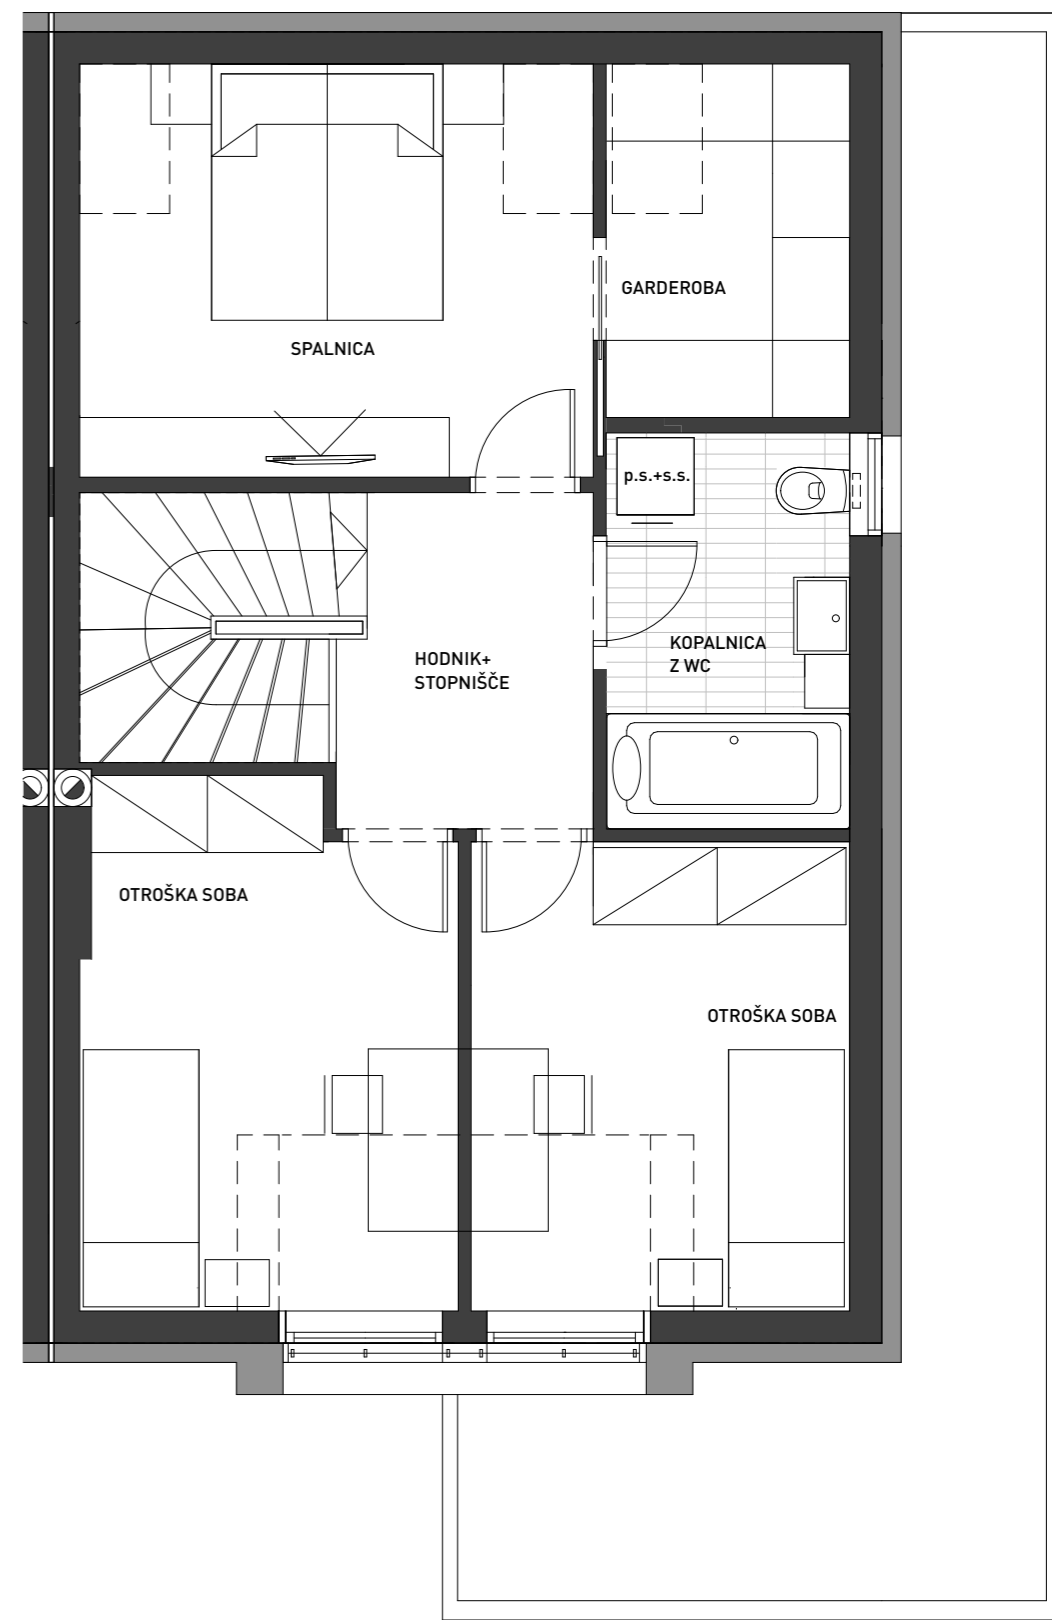 GARDEROBA
SPALNICA
p.s.+s.s.
KOPALNICA
Z WC
HODNIK+
STOPNIŠČE
OTROŠKA SOBA
OTROŠKA SOBA